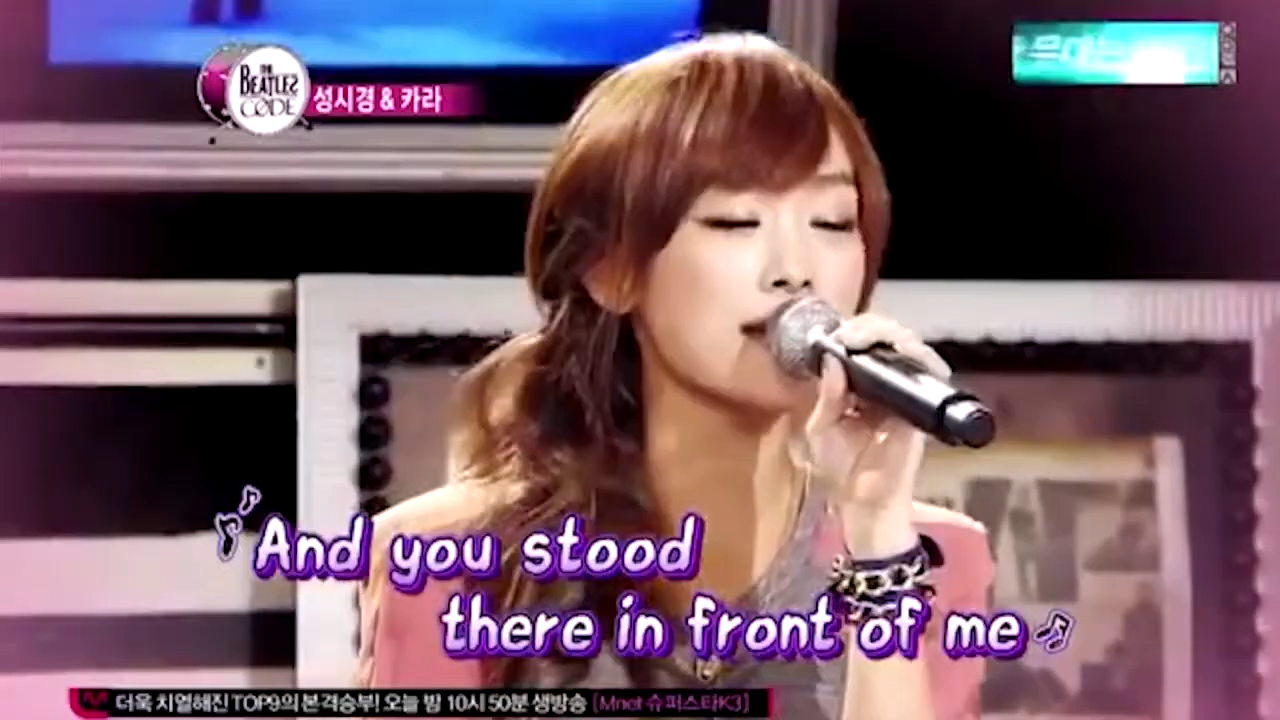 THE
BEATLES
CODE
성시경 & 카라
And you stood
there in front of me
더욱 치열해진 TOP9의 본격승부! 오늘 밤 10시 50분 생방송 [Mnet 슈퍼스타K3]